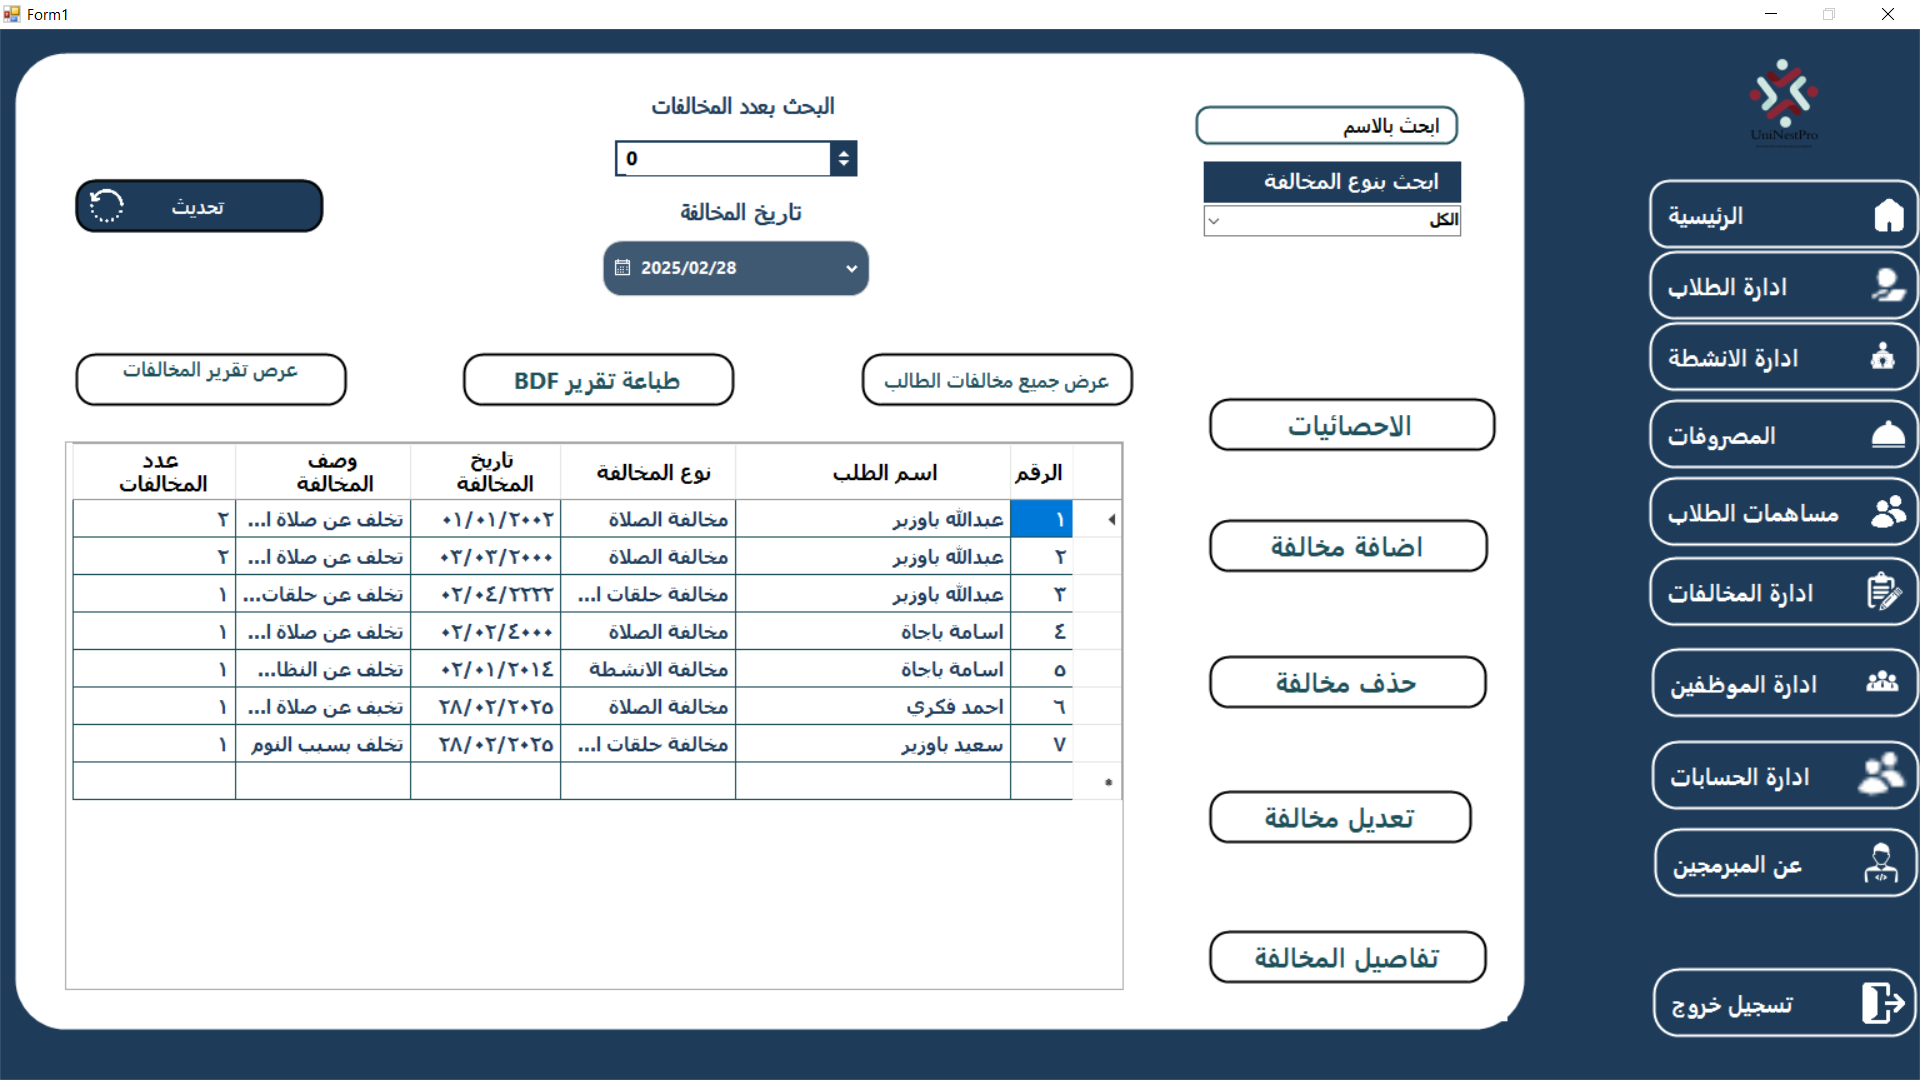 Form1
UniNestPro
الرئيسية
ادارة الطلاب
ادارة الانشطة
المصروفات
مساهمات الطلاب
ادارة المخالفات
ادارة الموظفين
ادارة الحسابات
عن المبرمجين
تسجيل خروج
ابحث بالاسم
ابحث بنوع المخالفة
الكل
البحث بعدد المخالفات
0
تاريخ المخالفة
2025/02/28
تحديث
عرض جميع مخالفات الطالب
طباعة تقرير BDF
عرص تقرير المخالفات
الاحصائيات
اضافة مخالفة
حذف مخالفة
تعديل مخالفة
تفاصيل المخالفة
الرقم اسم الطلب نوع المخالفة تاريخ المخالفة وصف المخالفة عدد المخالفات
١ عبدالله باوزير مخالفة الصلاة ٠١/٠١/٢٠٠٢ تخلف عن صلاة ا... ٢
٢ عبدالله باوزير مخالفة الصلاة ٠٣/٠٣/٢٠٠٠ تحلف عن صلاة ا... ٢
٣ عبدالله باوزير مخالفة حلقات ا... ٠٢/٠٤/٢٢٢٢ تخلف عن حلقات... ١
٤ اسامة باجاة مخالفة الصلاة ٠٢/٠٢/٤٠٠٠ تخلف عن صلاة ا... ١
٥ اسامة باجاة مخالفة الانشطة ٠٢/٠١/٢٠١٤ تخلف عن النظا... ١
٦ احمد فكري مخالفة الصلاة ٢٨/٠٢/٢٠٢٥ تخبف عن صلاة ا... ١
٧ سعيد باوزير مخالفة حلقات ا... ٢٨/٠٢/٢٠٢٥ تخلف بسبب النوم ١